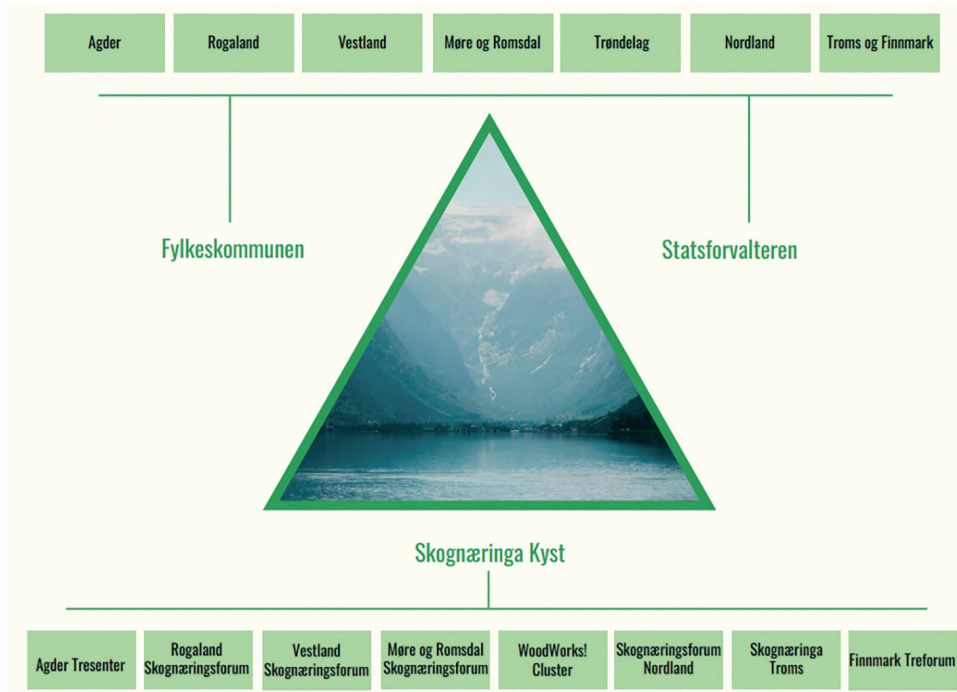 Agder
Rogaland
Vestland
Møre og Romsdal
Trøndelag
Nordland
Troms og Finnmark
Fylkeskommunen
Statsforvalteren
Skognæringa Kyst
Agder Tresenter
Rogaland
Skognæringsforum
Vestland
Skognæringsforum
Møre og Romsdal
Skognæringsforum
WoodWorks!
Cluster
Skognæringsforum
Nordland
Skognæringa
Troms
Finnmark Treforum